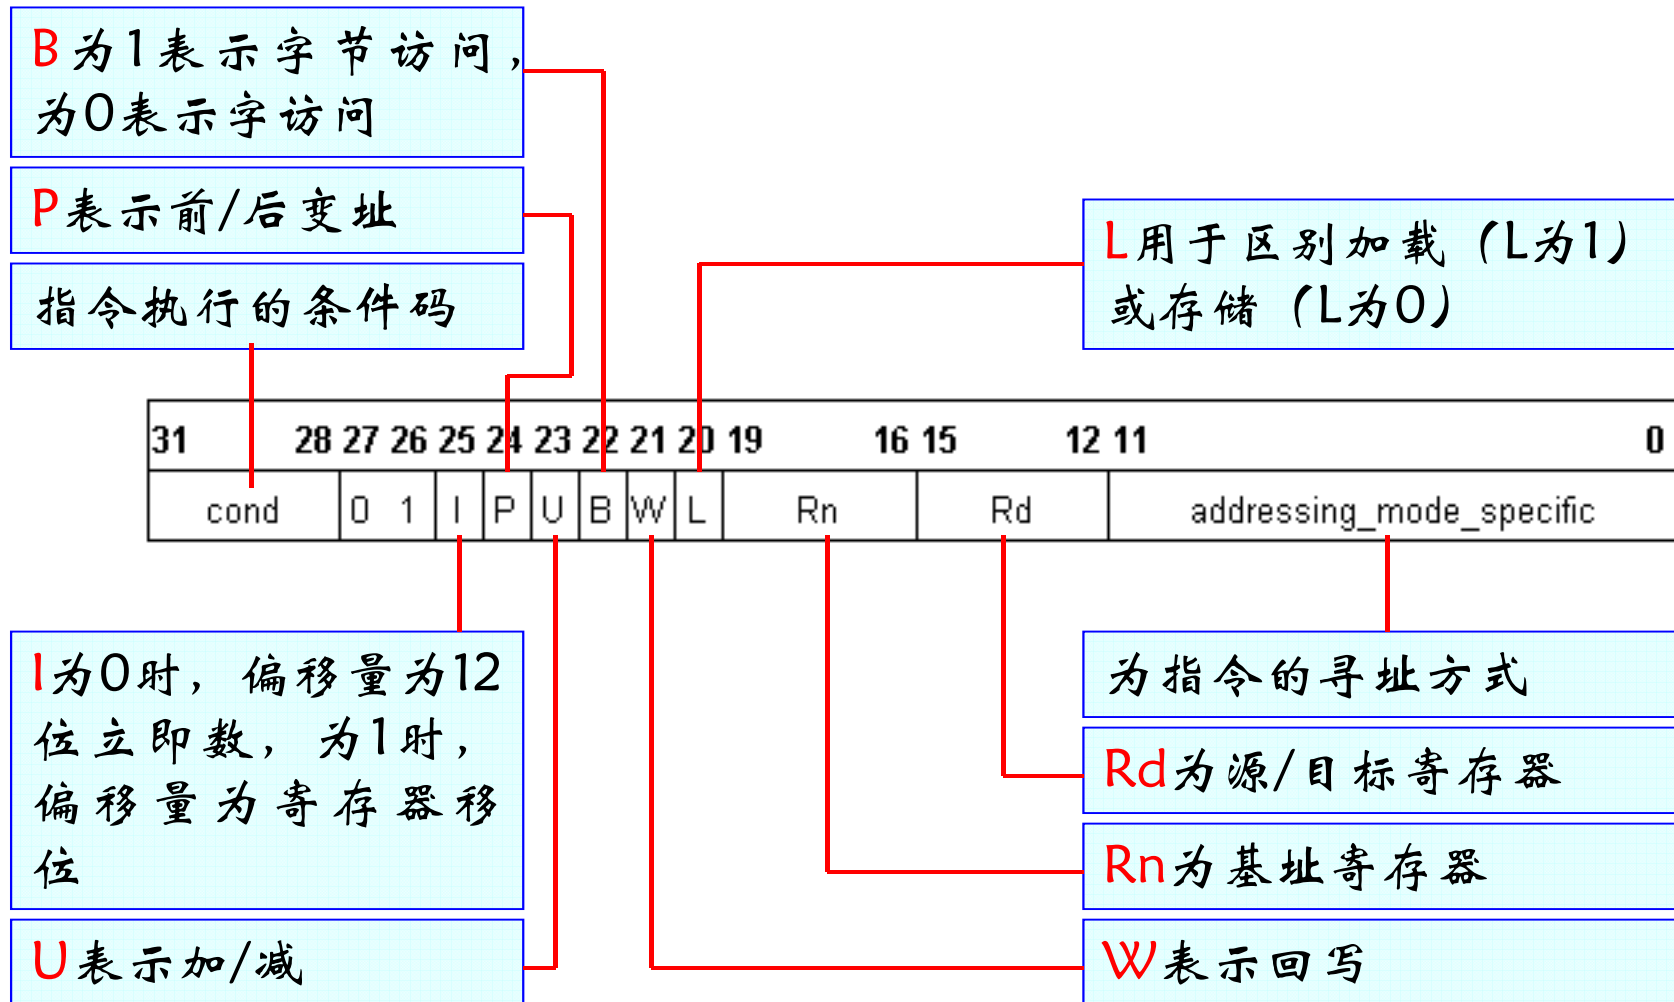 B为1表示字节访问，
为0表示字访问
P表示前/后变址
指令执行的条件码
L用于区别加载（L为1）
或存储（L为0）
31 28 27 26 25 24 23 22 21 20 19 16 15 12 11 0
cond 0 1 I P U B W L Rn Rd addressing_mode_specific
I为0时，偏移量为12
位立即数，为1时，
偏移量为寄存器移
位
U表示加/减
为指令的寻址方式
Rd为源/目标寄存器
Rn为基址寄存器
W表示回写